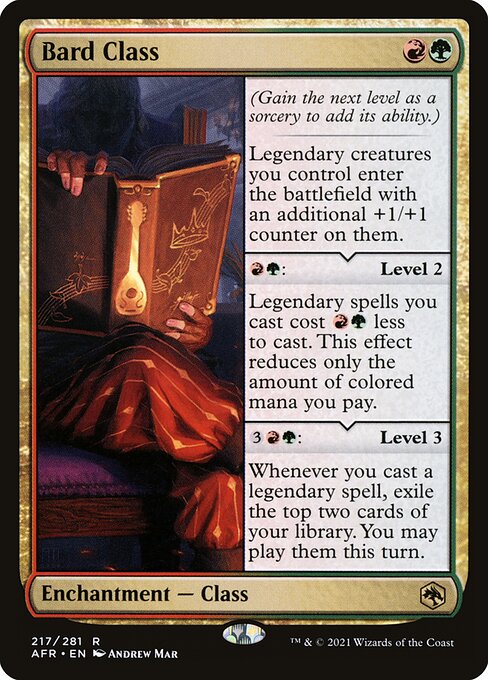 Bard Class
(Gain the next level as a
sorcery to add its ability.)
Legendary creatures
you control enter
the battlefield with
an additional +1/+1
counter on them.
: Level 2
Legendary spells you
cast cost less
to cast. This effect
reduces only the
amount of colored
mana you pay.
3 : Level 3
Whenever you cast a
legendary spell, exile
the top two cards of
your library. You may
play them this turn.
Enchantment — Class
217/281 R
AFR • EN Andrew Mar
™ & © 2021 Wizards of the Coast